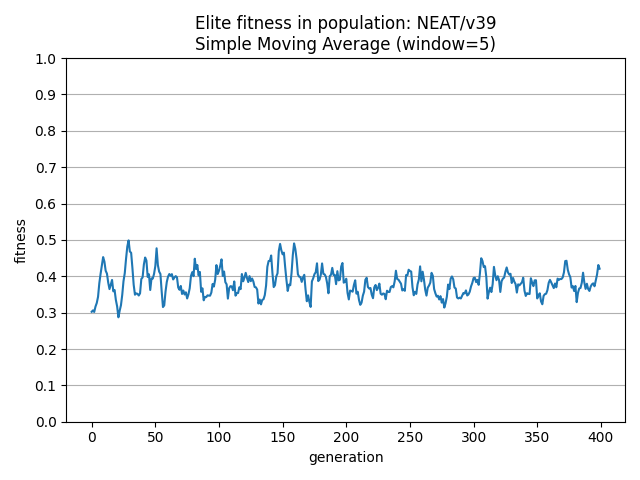 Elite fitness in population: NEAT/v39
Simple Moving Average (window=5)
1.0
0.9
0.8
0.7
0.6
0.5
0.4
0.3
0.2
0.1
0.0
fitness
0 50 100 150 200 250 300 350 400
generation